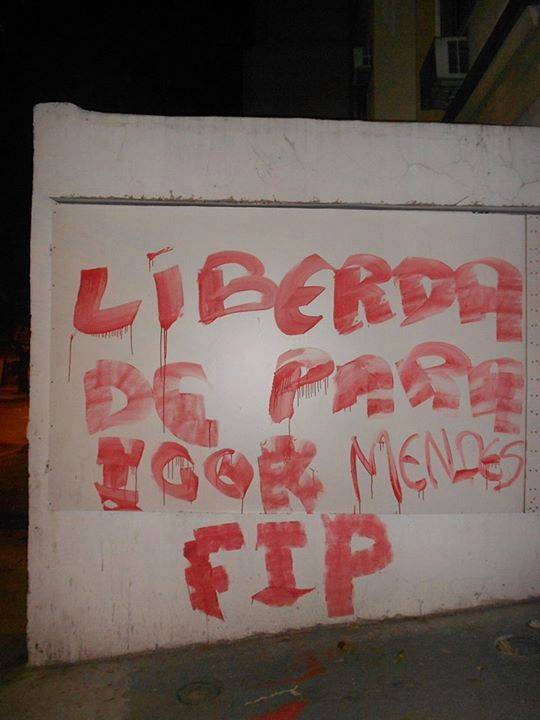 LIBERDA
DE PARA
IGOR MENDES
FIP